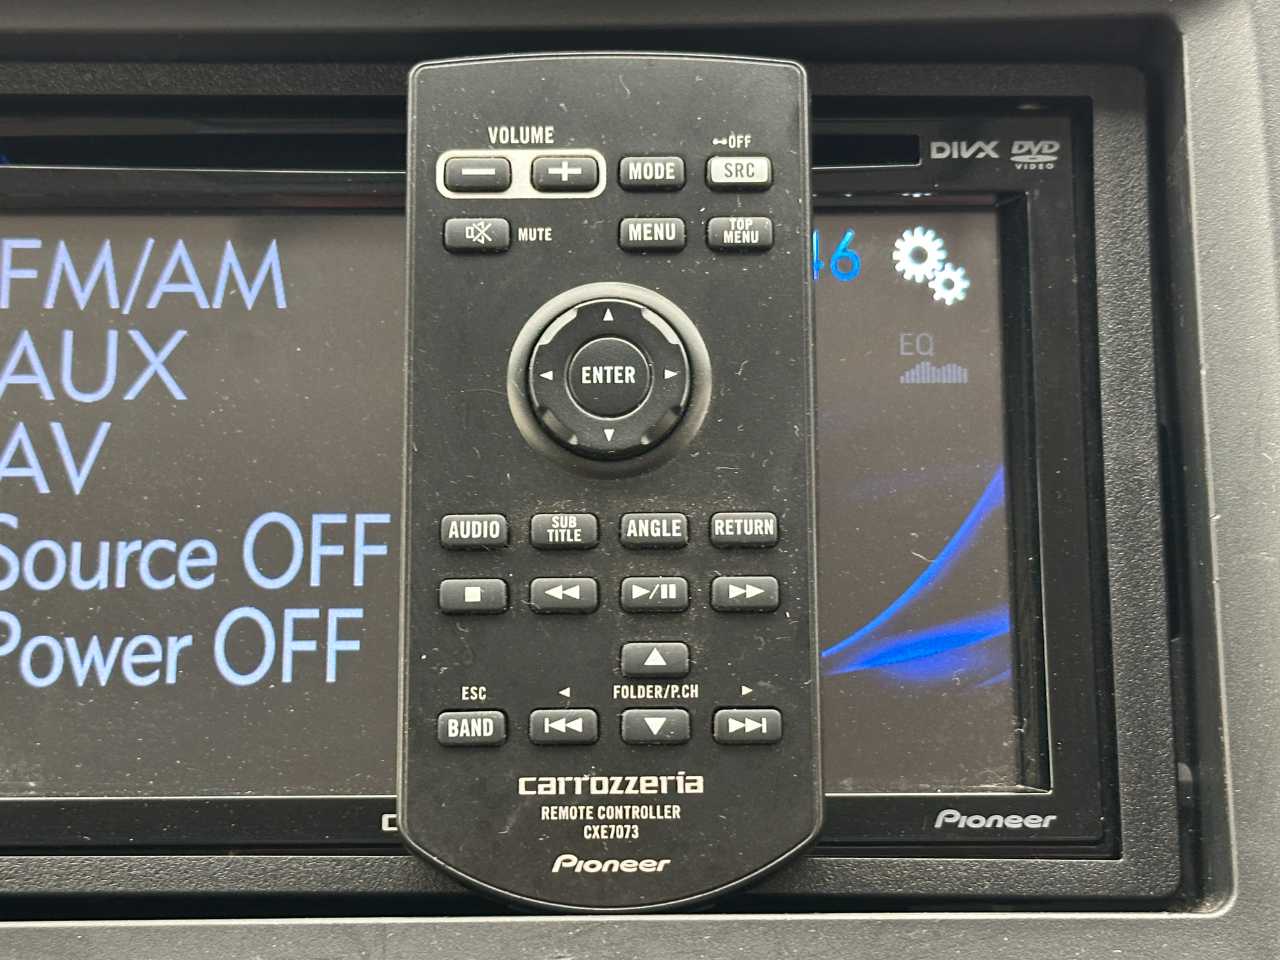 VOLUME
OFF
MODE
SRC
MUTE
MENU
TOP
MENU
ENTER
AUDIO
SUB
TITLE
ANGLE
RETURN
ESC
FOLDER/P.CH
BAND
carrozzeria
REMOTE CONTROLLER
CXE7073
Pioneer
DIVX
DVD
VIDEO
FM/AM
AUX
AV
Source OFF
Power OFF
46
EQ
Pioneer